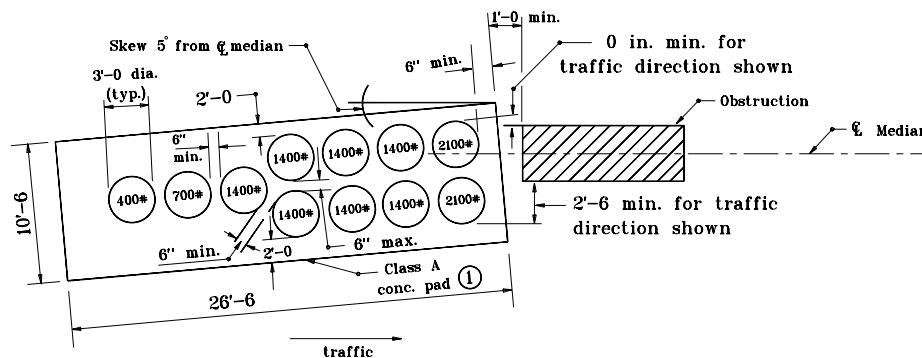 1'-0 min.
Skew 5° from ℄ median
6" min.
0 in. min. for
traffic direction shown
3'-0 dia.
(typ.)
2'-0
Obstruction
6"
min.
℄ Median
1400# 1400# 1400# 2100#
400# 700# 1400#
1400# 1400# 1400# 2100#
10'-6
2'-6 min. for traffic
direction shown
6" min.
2'-0
6" max.
Class A
conc. pad 1
26'-6
traffic